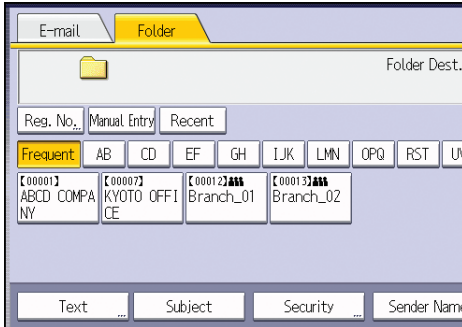 E-mail Folder
Folder Dest.
Reg. No. Manual Entry Recent
Frequent AB CD EF GH IJK LMN OPQ RST UV
【00001】 【00007】 【00012】 【00013】
ABCD COMPA KYOTO OFFI Branch_01 Branch_02
NY CE
Text Subject Security Sender Name